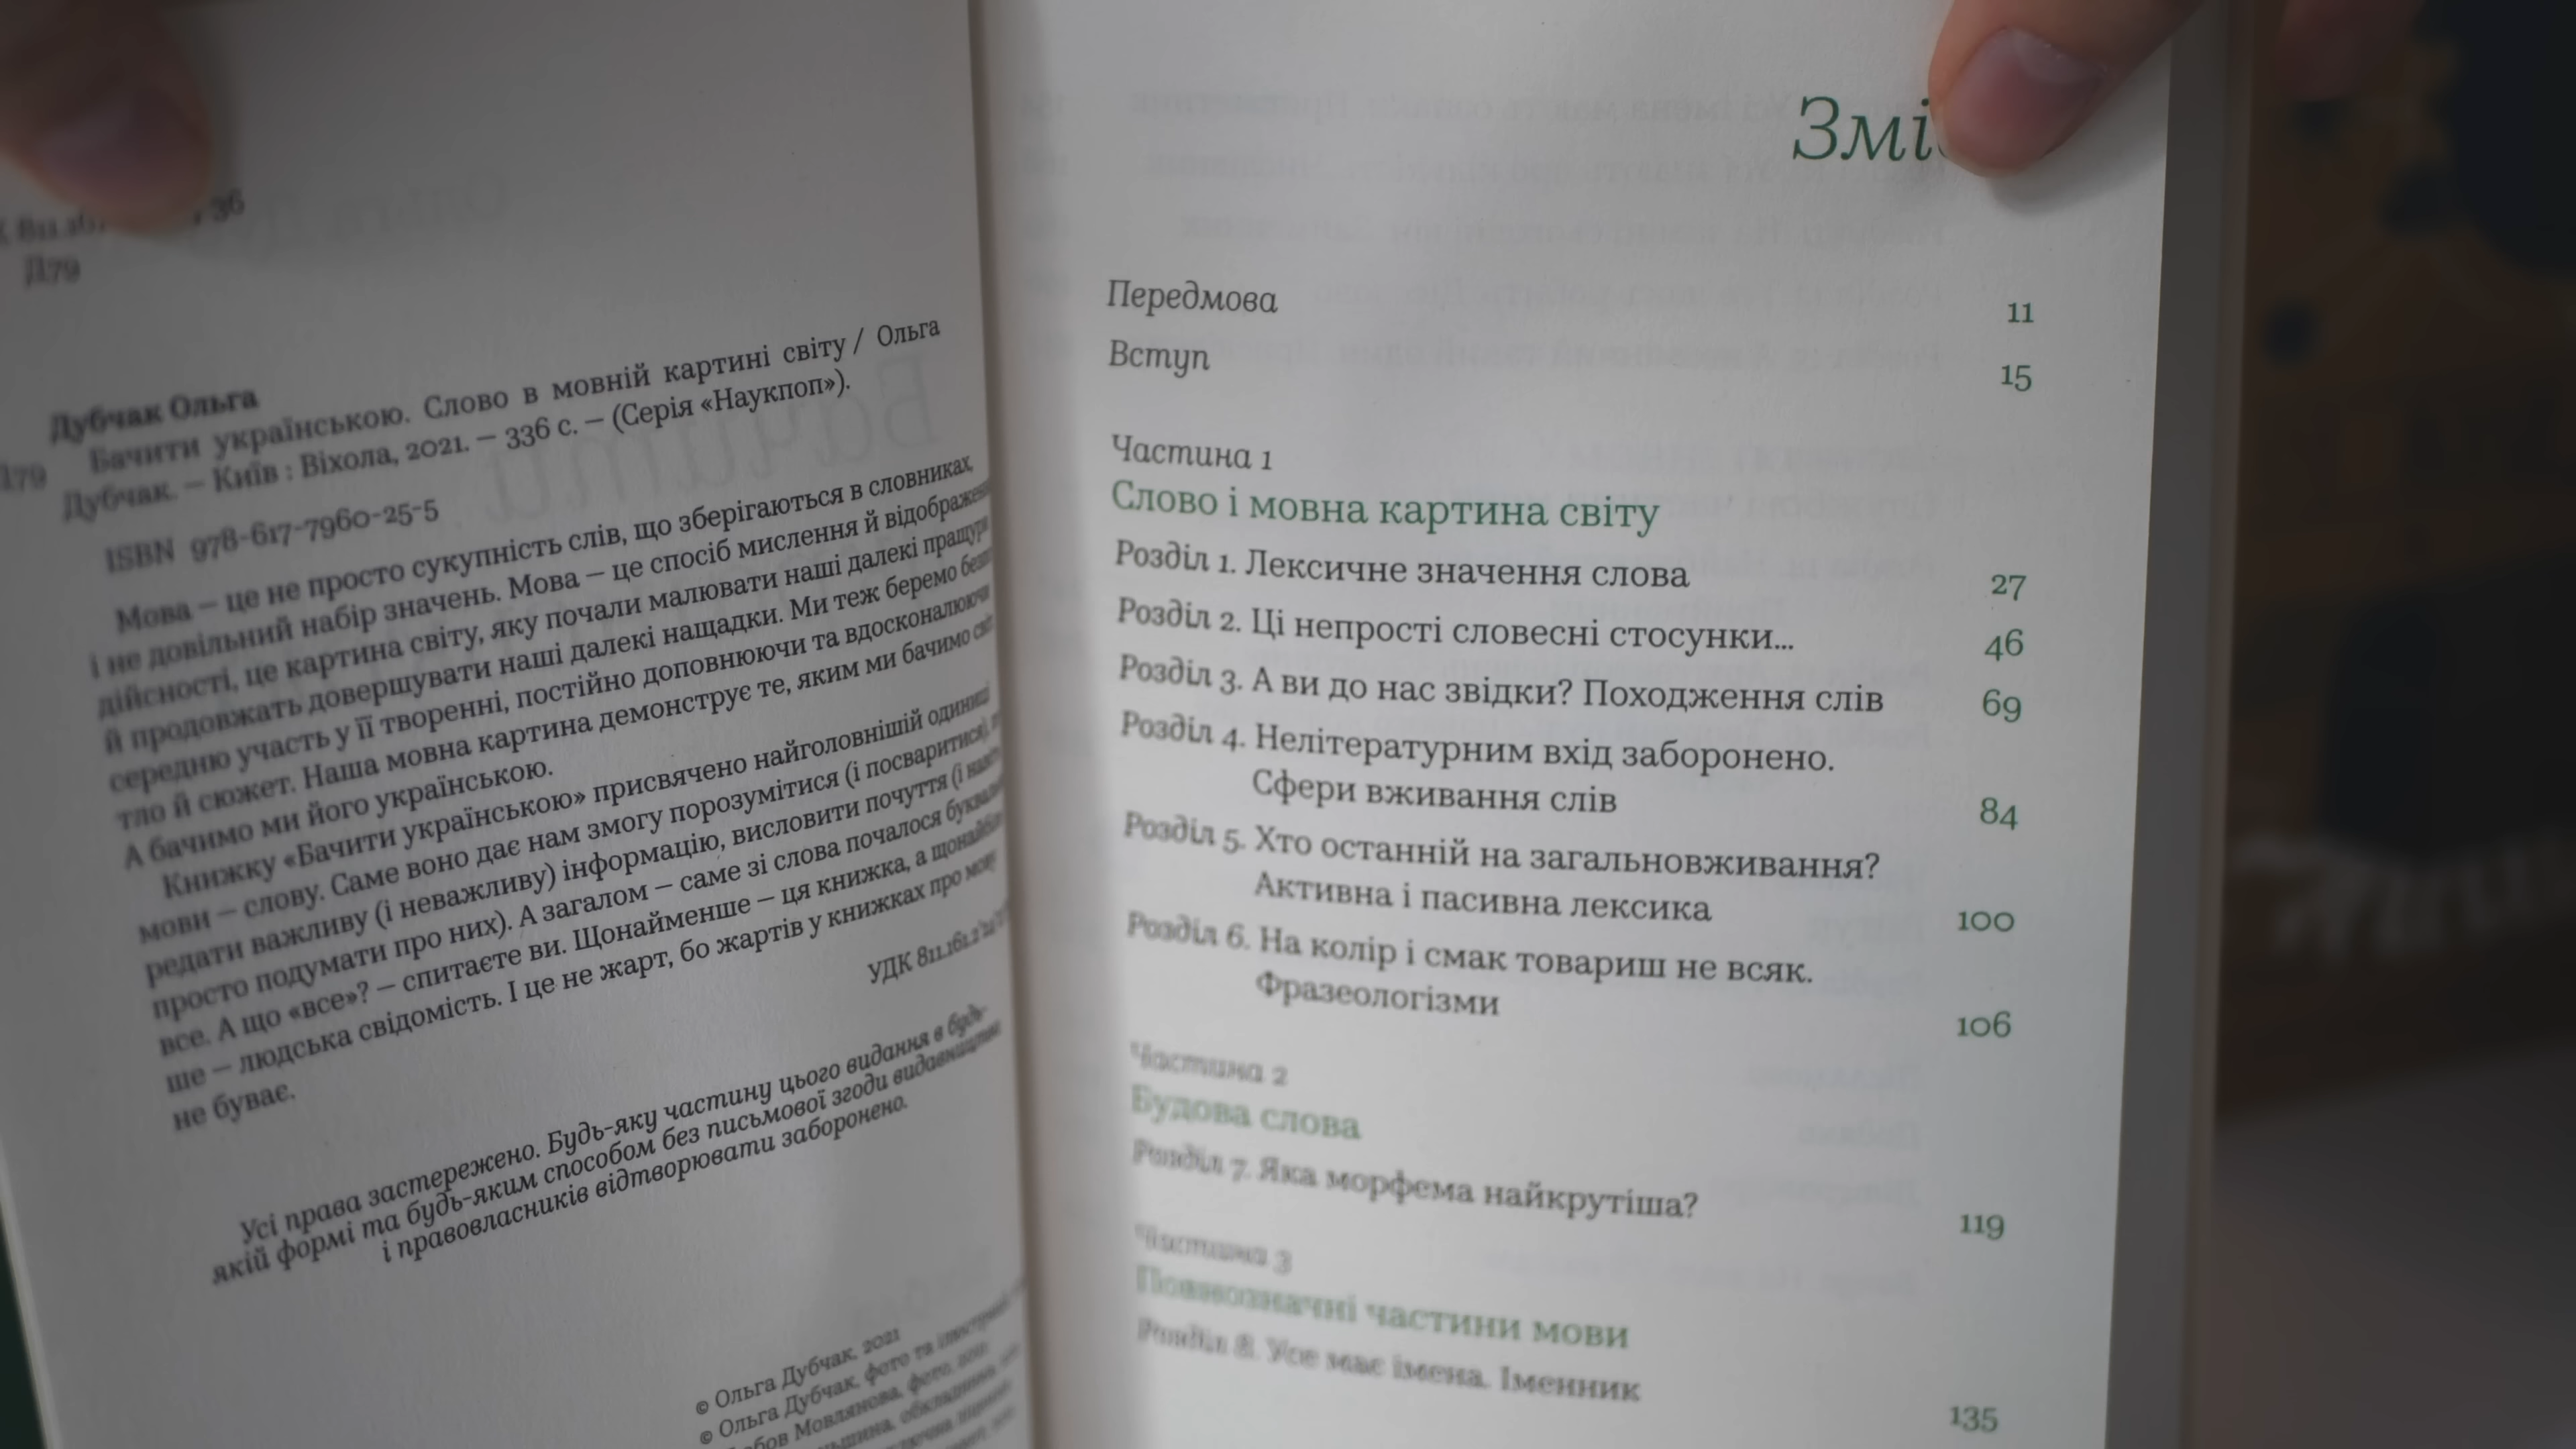 36
Д79
Дубчак Ольга
Бачити українською. Слово в мовній картині світу / Ольга
Д79
Дубчак. — Київ : Віхола, 2021. — 336 с. — (Серія «Наукпоп»).
ISBN 978-617-7960-25-5
Мова — це не просто сукупність слів, що зберігаються в словниках,
і не довільний набір значень. Мова — це спосіб мислення й
дійсності, це картина світу, яку почали малювати наші далекі пращури
й продовжать довершувати наші далекі нащадки. Ми теж беремо
середню участь у її творенні, постійно доповнюючи та вдосконалюючи
тло й сюжет. Наша мовна картина демонструє те, яким ми бачимо світ.
А бачимо ми його українською.
Книжку «Бачити українською» присвячено найголовнішій одиниці
мови — слову. Саме воно дає нам змогу порозумітися (і посваритися),
редати важливу (і неважливу) інформацію, висловити почуття (і
просто подумати про них). А загалом — саме зі слова почалося
все. А що «все»? — спитаєте ви. Щонайменше — ця книжка, а
ше — людська свідомість. І це не жарт, бо жартів у книжках про мову
не буває.
УДК 811.161.2
Усі права застережено. Будь-яку частину цього видання в будь-
якій формі та будь-яким способом без письмової згоди видавництва
і правовласників відтворювати заборонено.
© Ольга Дубчак, 2021
© Ольга Дубчак, фото та
Мовлянова, фото,
Змі
Передмова 11
Вступ 15
Частина 1
Слово і мовна картина світу
Розділ 1. Лексичне значення слова 27
Розділ 2. Ці непрості словесні стосунки... 46
Розділ 3. А ви до нас звідки? Походження слів 69
Розділ 4. Нелітературним вхід заборонено.
Сфери вживання слів 84
Розділ 5. Хто останній на загальновживання?
Активна і пасивна лексика 100
Розділ 6. На колір і смак товариш не всяк.
Фразеологізми 106
Частина 2
Будова слова
Розділ 7. Яка морфема найкрутіша? 119
Частина 3
Повнозначні частини мови
Розділ 8. Усе має імена. Іменник 135